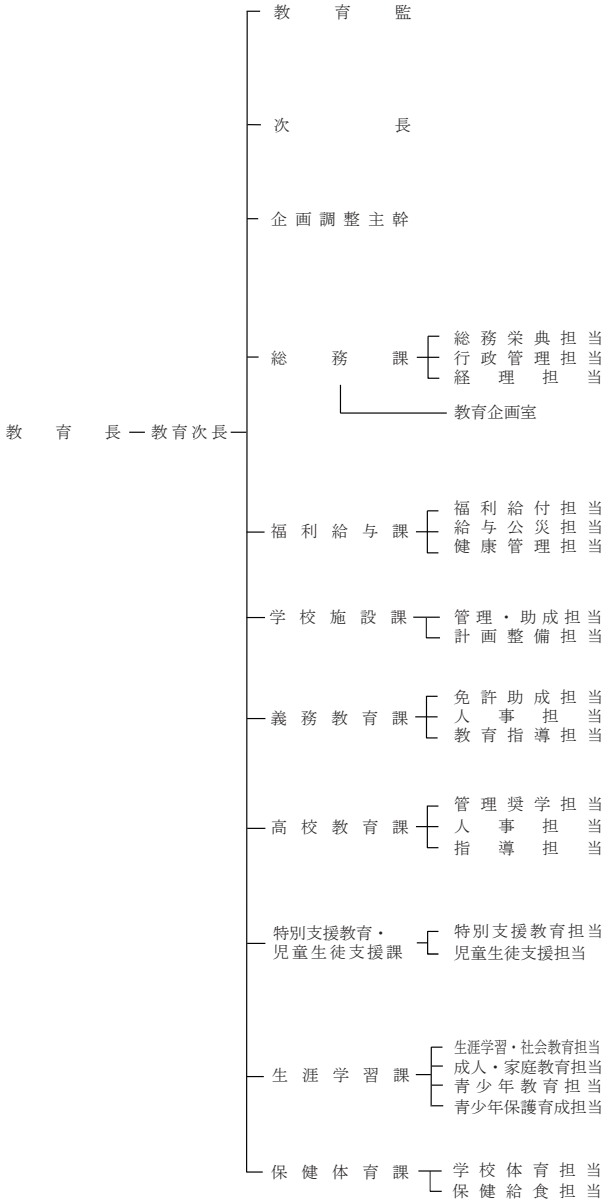 教育監
次長
企画調整主幹
総務課
総務栄典担当
行政管理担当
経理担当
教育企画室
教育長
教育次長
福利給与課
福利給付担当
給与公災担当
健康管理担当
学校施設課
管理・助成担当
計画整備担当
義務教育課
免許助成担当
人事担当
教育指導担当
高校教育課
管理奨学担当
人事担当
指導担当
特別支援教育・
児童生徒支援課
特別支援教育担当
児童生徒支援担当
生涯学習課
生涯学習・社会教育担当
成人・家庭教育担当
青少年教育担当
青少年保護育成担当
保健体育課
学校体育担当
保健給食担当